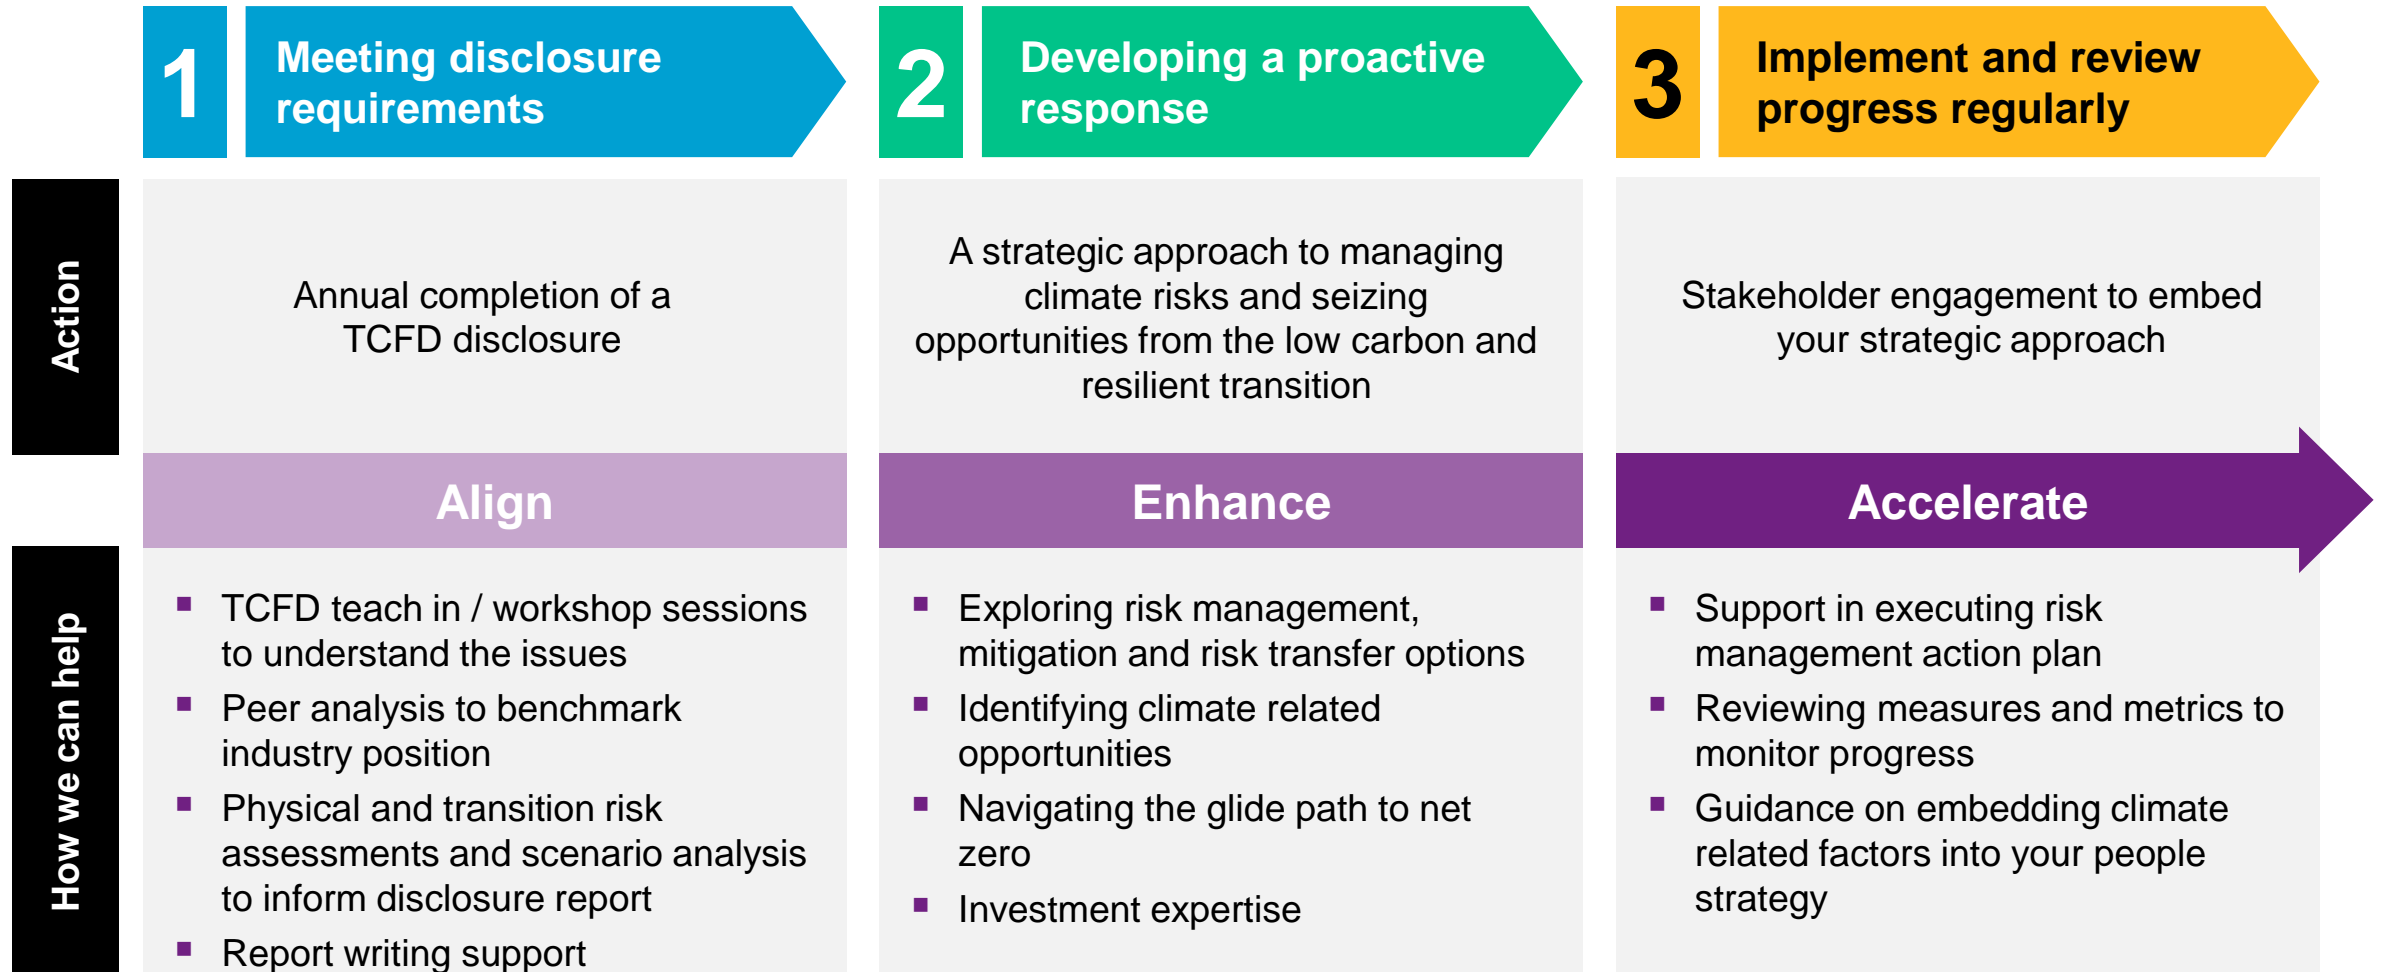 1
Meeting disclosure
requirements
2
Developing a proactive
response
3
Implement and review
progress regularly
Action
Annual completion of a
TCFD disclosure
A strategic approach to managing
climate risks and seizing
opportunities from the low carbon and
resilient transition
Stakeholder engagement to embed
your strategic approach
Align
Enhance
Accelerate
How we can help
▪ TCFD teach in / workshop sessions
to understand the issues
▪ Peer analysis to benchmark
industry position
▪ Physical and transition risk
assessments and scenario analysis
to inform disclosure report
▪ Report writing support
▪ Exploring risk management,
mitigation and risk transfer options
▪ Identifying climate related
opportunities
▪ Navigating the glide path to net
zero
▪ Investment expertise
▪ Support in executing risk
management action plan
▪ Reviewing measures and metrics to
monitor progress
▪ Guidance on embedding climate
related factors into your people
strategy